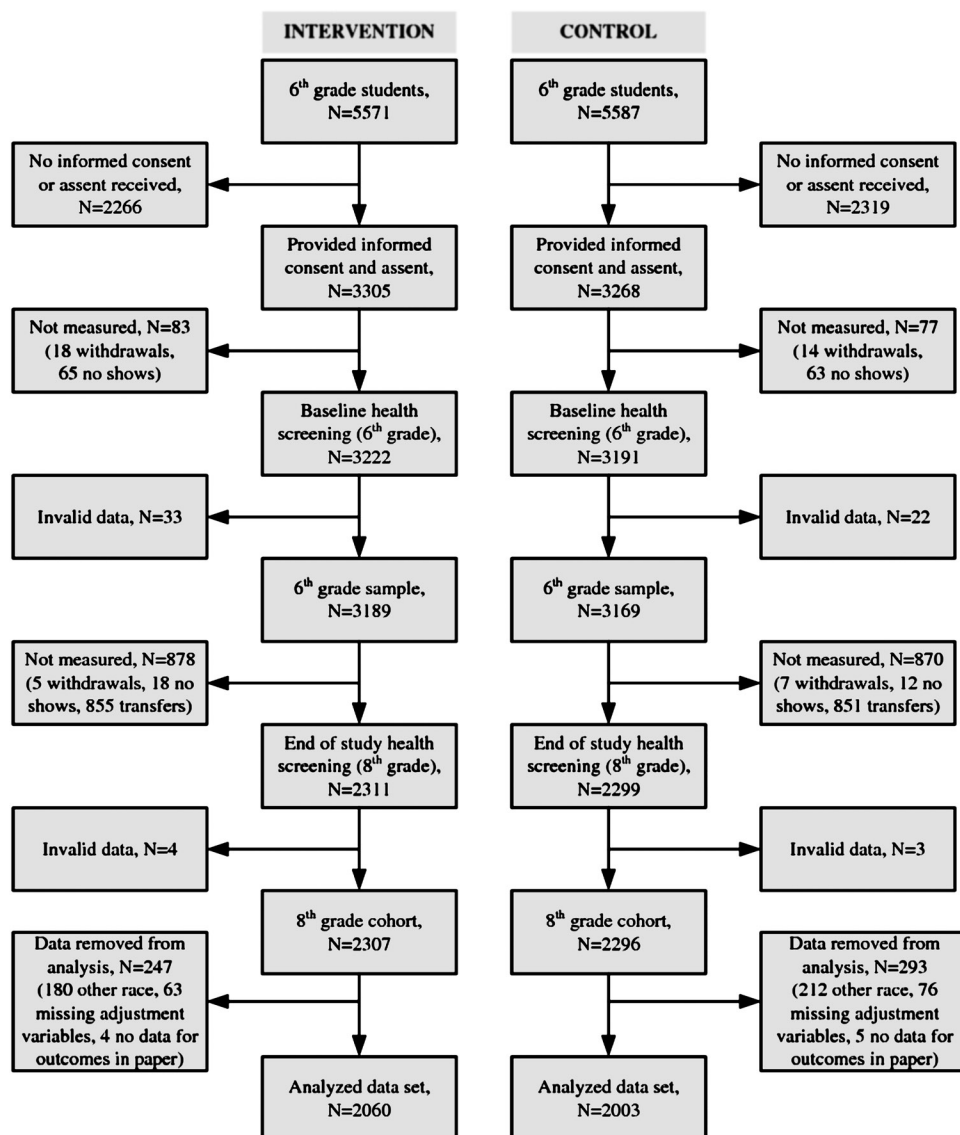 INTERVENTION
CONTROL
6th grade students,
N=5571
6th grade students,
N=5587
No informed consent
or assent received,
N=2266
No informed consent
or assent received,
N=2319
Provided informed
consent and assent,
N=3305
Provided informed
consent and assent,
N=3268
Not measured, N=83
(18 withdrawals,
65 no shows)
Not measured, N=77
(14 withdrawals,
63 no shows)
Baseline health
screening (6th grade),
N=3222
Baseline health
screening (6th grade),
N=3191
Invalid data, N=33
Invalid data, N=22
6th grade sample,
N=3189
6th grade sample,
N=3169
Not measured, N=878
(5 withdrawals, 18 no
shows, 855 transfers)
Not measured, N=870
(7 withdrawals, 12 no
shows, 851 transfers)
End of study health
screening (8th grade),
N=2311
End of study health
screening (8th grade),
N=2299
Invalid data, N=4
Invalid data, N=3
8th grade cohort,
N=2307
8th grade cohort,
N=2296
Data removed from
analysis, N=247
(180 other race, 63
missing adjustment
variables, 4 no data for
outcomes in paper)
Data removed from
analysis, N=293
(212 other race, 76
missing adjustment
variables, 5 no data for
outcomes in paper)
Analyzed data set,
N=2060
Analyzed data set,
N=2003